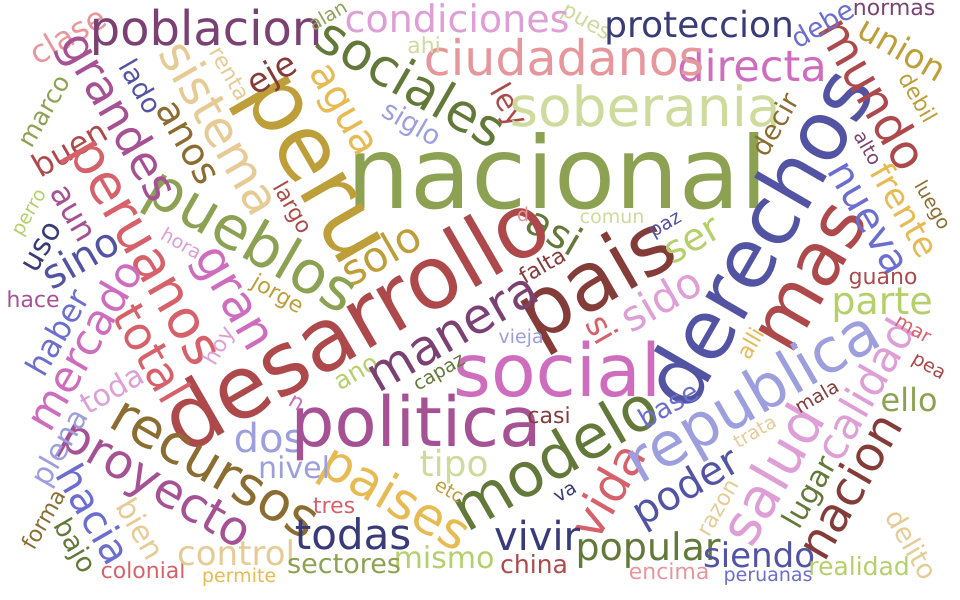 poblacion
condiciones
proteccion
normas
clase
alan
pues
debe
union
ahi
ciudadanos
directa
mundo
grandes
sistema
renta
eje
agua
sociales
siglo
ley
soberania
decir
alto
debil
marco
lado
anos
peru
nacional
derechos
nueva
frente
luego
buen
peruanos
aun
perro
uso
sino
pueblos
largo
solo
hora
gran
jorge
desarrollo
asi
comun
falta
pais
paz
ser
mas
guano
hace
haber
mercado
total
hoy
manera
vieja
si
sido
alli
parte
mar
pea
toda
ano
capaz
social
republica
calidad
mala
ello
plena
proyecto
recursos
dos
nivel
politica
casi
modelo
base
trata
salud
nacion
tipo
paises
etc
va
vida
poder
razon
lugar
forma
bajo
hacia
bien
tres
todas
vivir
popular
siendo
delito
colonial
control
permite
sectores
mismo
china
encima
peruanas
realidad